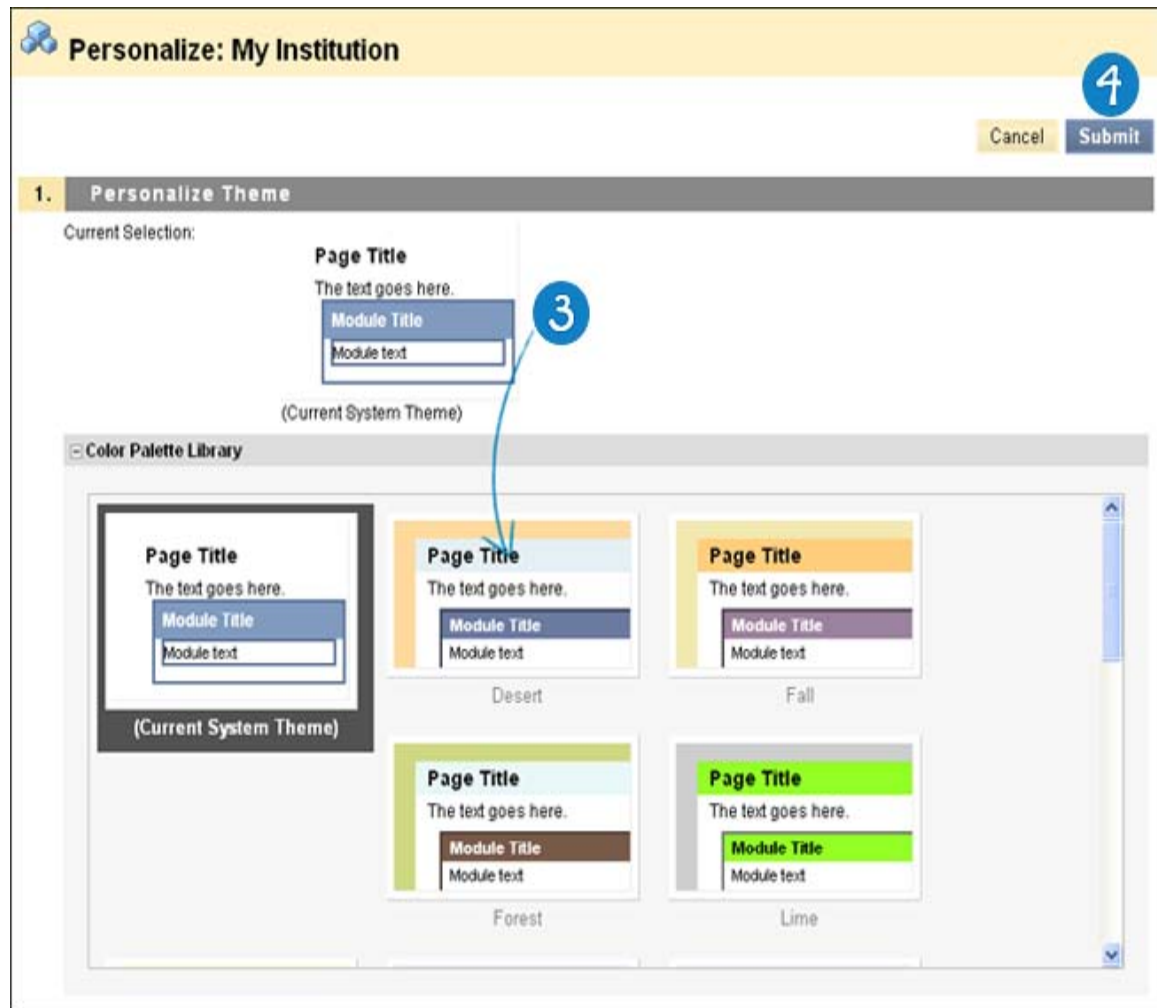 Personalize: My Institution
4
Cancel Submit
1. Personalize Theme
Current Selection:
Page Title
The text goes here.
Module Title
Module text
3
(Current System Theme)
Color Palette Library
Page Title
The text goes here.
Module Title
Module text
(Current System Theme)
Page Title
The text goes here.
Module Title
Module text
Desert
Page Title
The text goes here.
Module Title
Module text
Fall
Page Title
The text goes here.
Module Title
Module text
Forest
Page Title
The text goes here.
Module Title
Module text
Lime